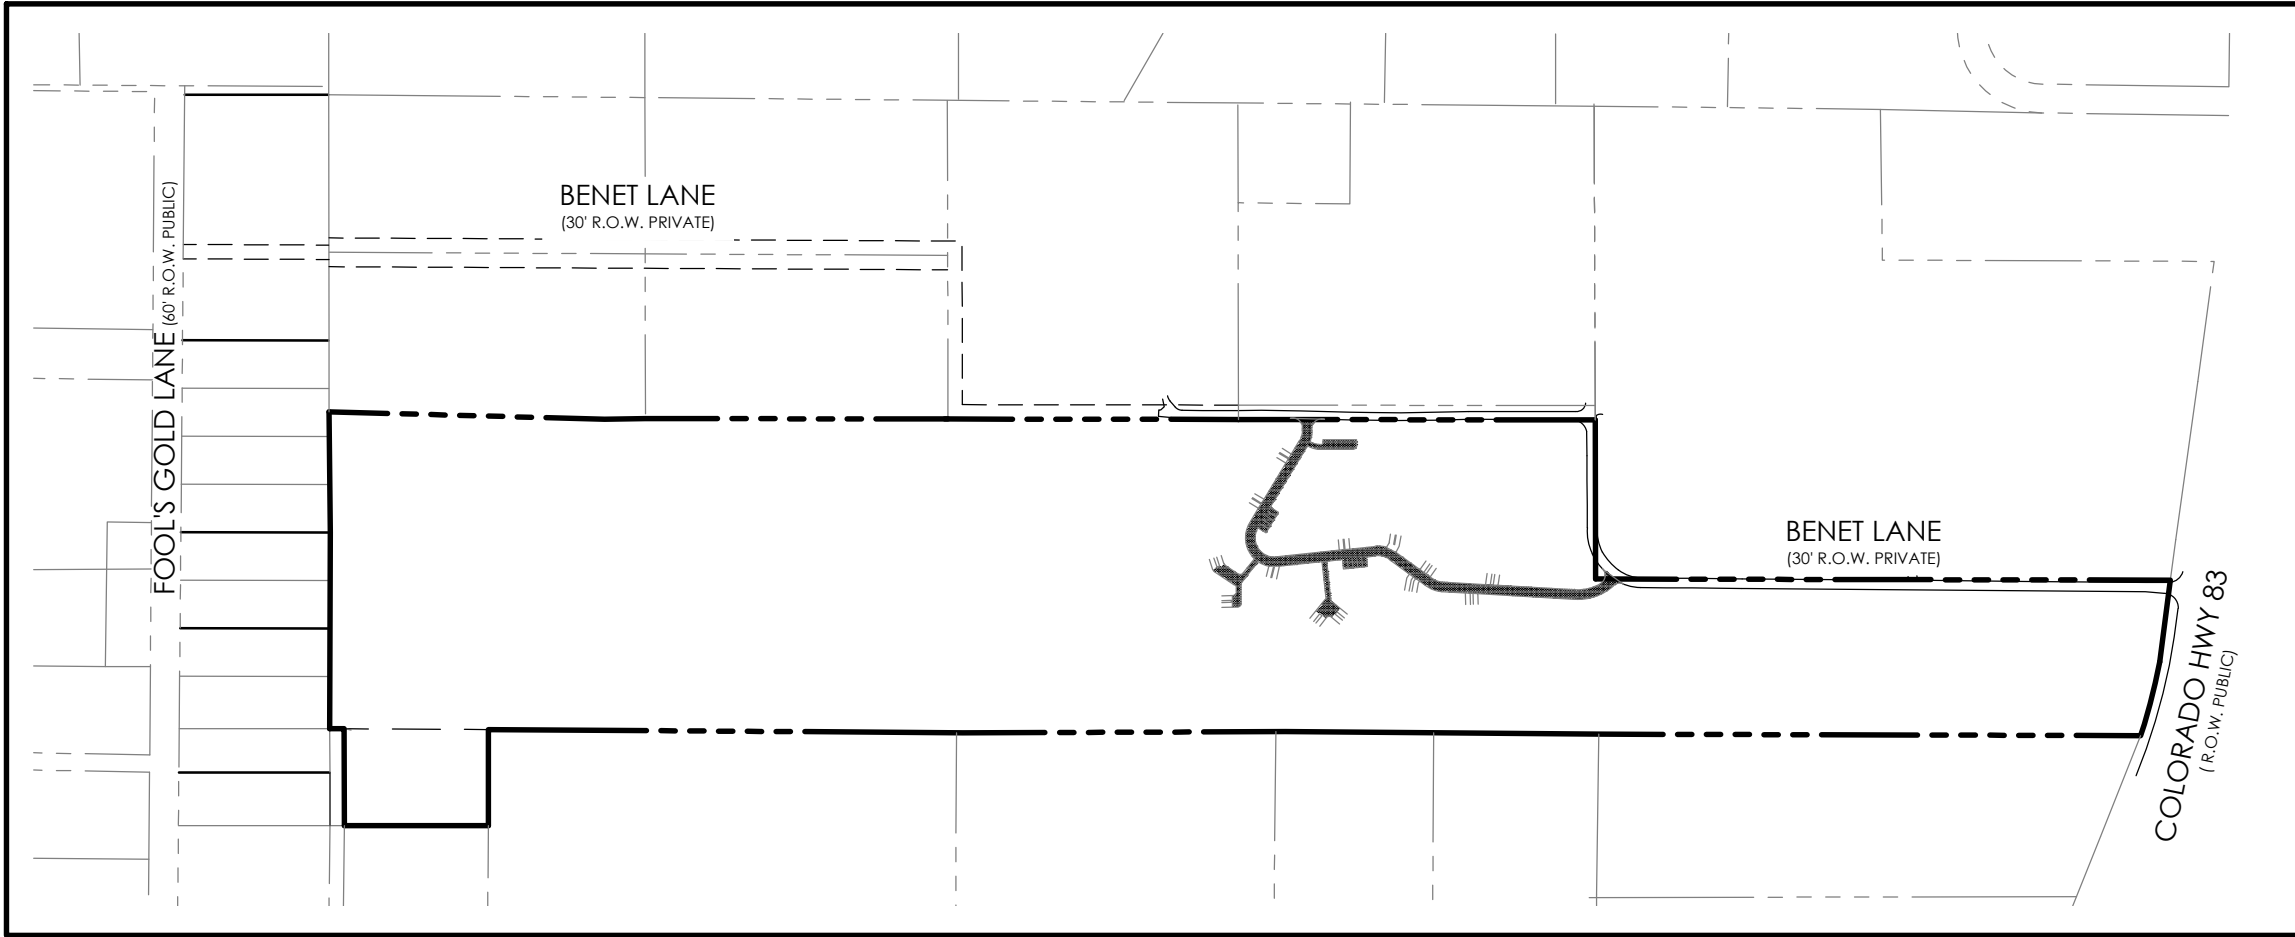 BENET LANE
(30' R.O.W. PRIVATE)
FOOL'S GOLD LANE (60' R.O.W. PUBLIC)
BENET LANE
(30' R.O.W. PRIVATE)
COLORADO HWY 83
( R.O.W. PUBLIC)